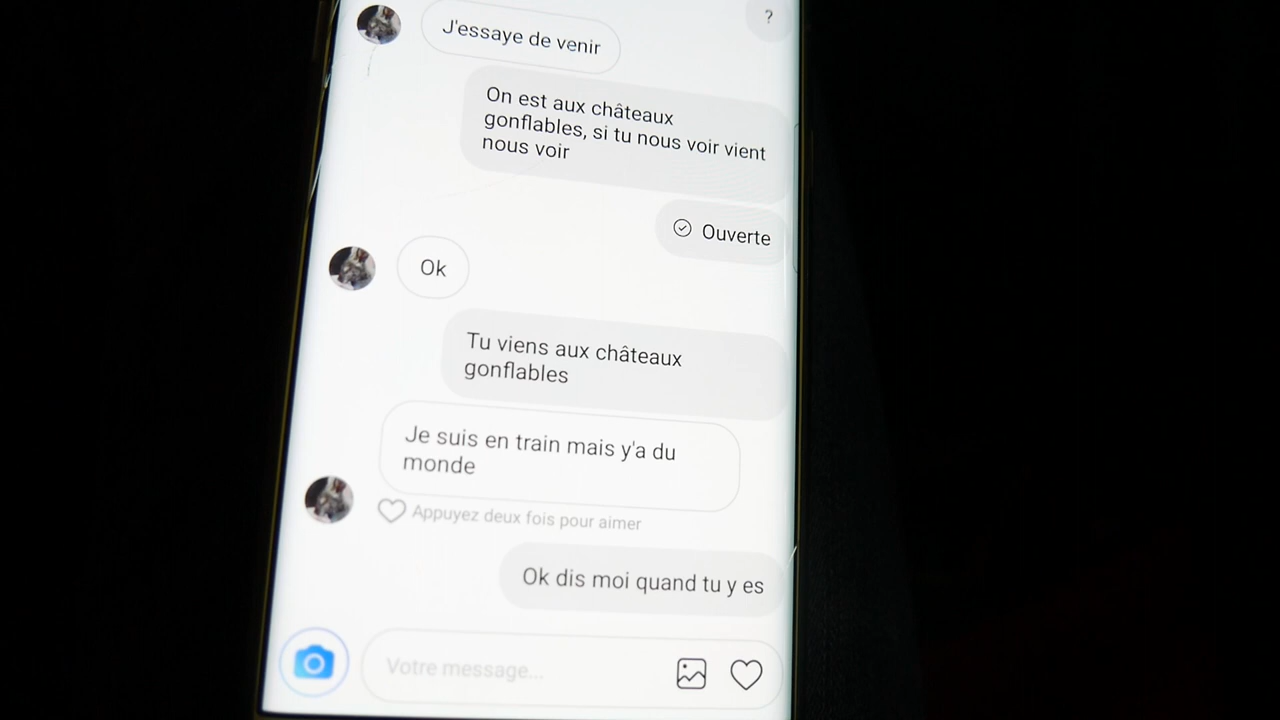 ?
J'essaye de venir
On est aux châteaux
gonflables, si tu nous voir vient
nous voir
Ouverte
Ok
Tu viens aux châteaux
gonflables
Je suis en train mais y'a du
monde
Appuyez deux fois pour aimer
Ok dis moi quand tu y es
Votre message...